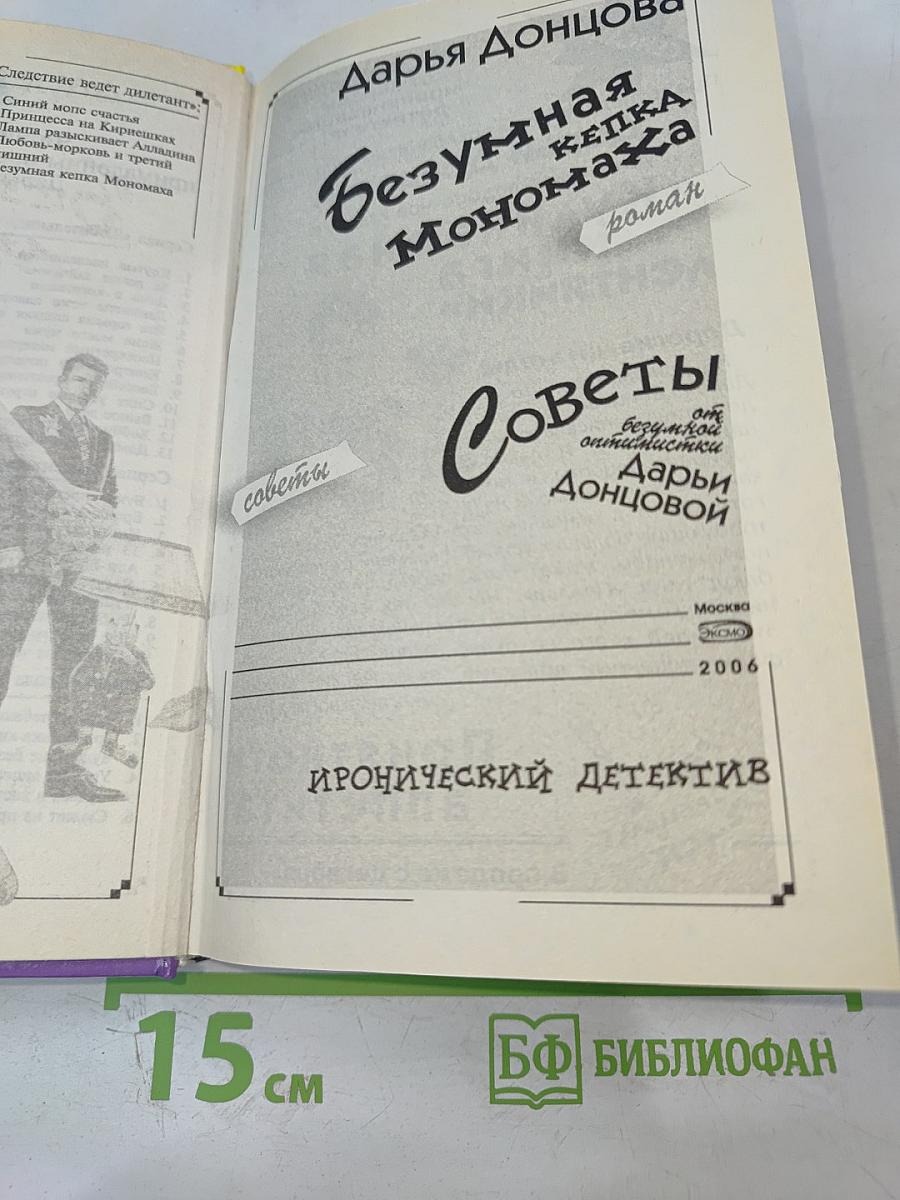 Следствие ведет дилетант»:
Синий мопс счастья
Принцесса на Кириешках
Лампа разыскивает Алладина
Любовь-морковь и третий
лишний
Безумная кепка Мономаха
Дарья Донцова
Безумная
кепка
Мономаха
роман
Советы
от
безумной
оптимистки
Дарьи
Донцовой
советы
Москва
ЭКСМО
2006
ИРОНИЧЕСКИЙ ДЕТЕКТИВ
15 см
БФ БИБЛИОФАН